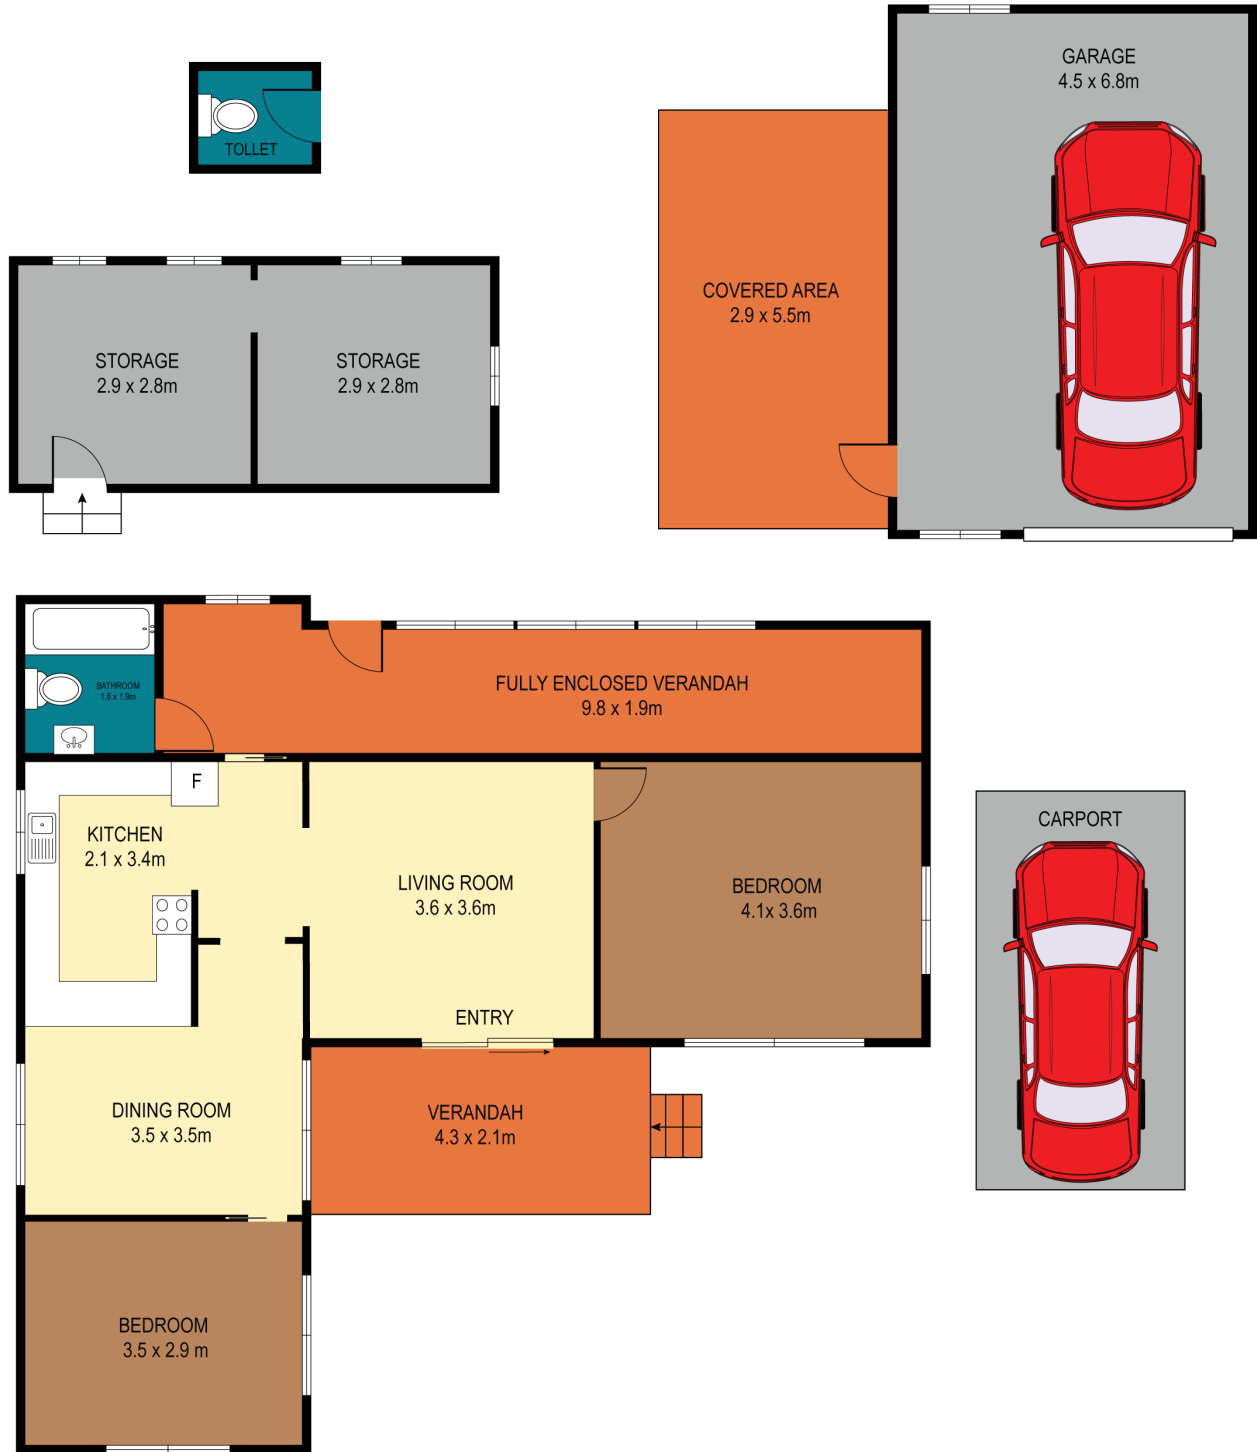 GARAGE
4.5 x 6.8m
TOLLET
COVERED AREA
2.9 x 5.5m
STORAGE
2.9 x 2.8m
STORAGE
2.9 x 2.8m
BATHROOM
1.6 x 1.9m
FULLY ENCLOSED VERANDAH
9.8 x 1.9m
F
KITCHEN
2.1 x 3.4m
LIVING ROOM
3.6 x 3.6m
BEDROOM
4.1x 3.6m
CARPORT
ENTRY
DINING ROOM
3.5 x 3.5m
VERANDAH
4.3 x 2.1m
BEDROOM
3.5 x 2.9 m